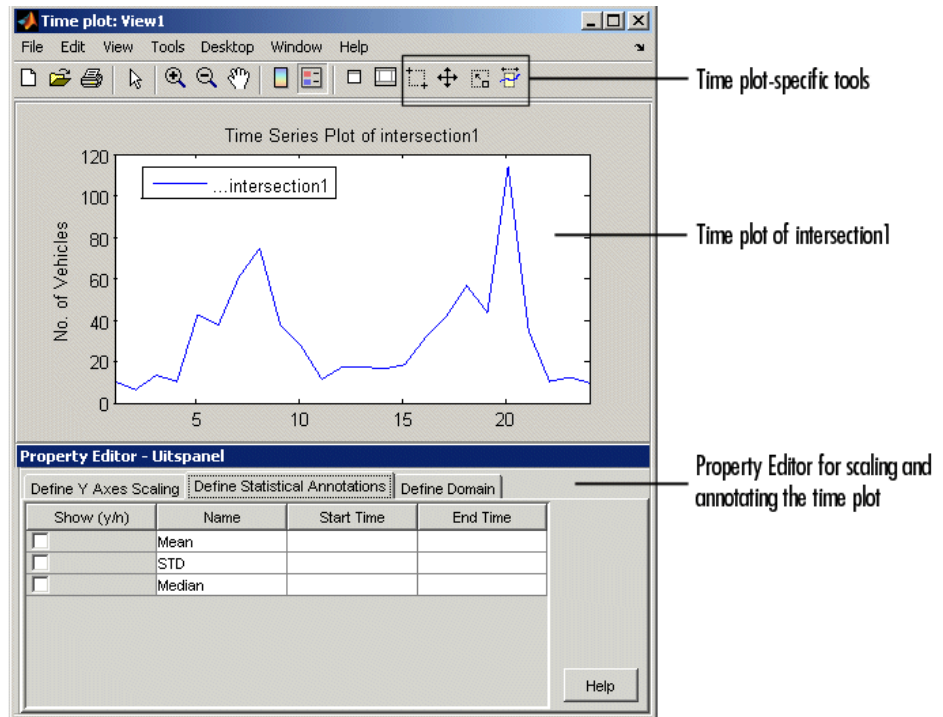 Time plot: View1
File Edit View Tools Desktop Window Help
Time plot-specific tools
Time Series Plot of intersection1
120
100
80
60
40
20
0
No. of Vehicles
...intersection1
5 10 15 20
Time plot of intersection1
Property Editor - Uitspanel
Define Y Axes Scaling Define Statistical Annotations Define Domain
Show (y/n) Name Start Time End Time
Mean
STD
Median
Help
Property Editor for scaling and
annotating the time plot